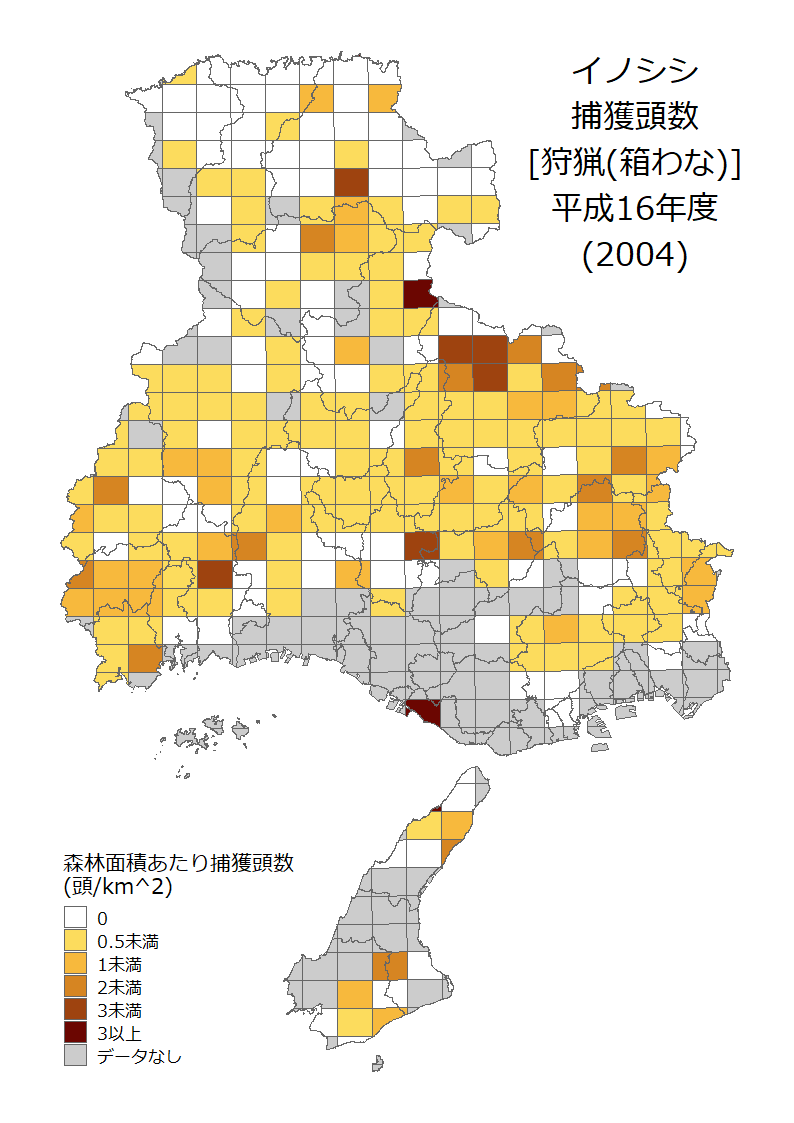 イノシシ
捕獲頭数
[狩猟(箱わな)]
平成16年度
(2004)
森林面積あたり捕獲頭数
(頭/km^2)
0
0.5未満
1未満
2未満
3未満
3以上
データなし